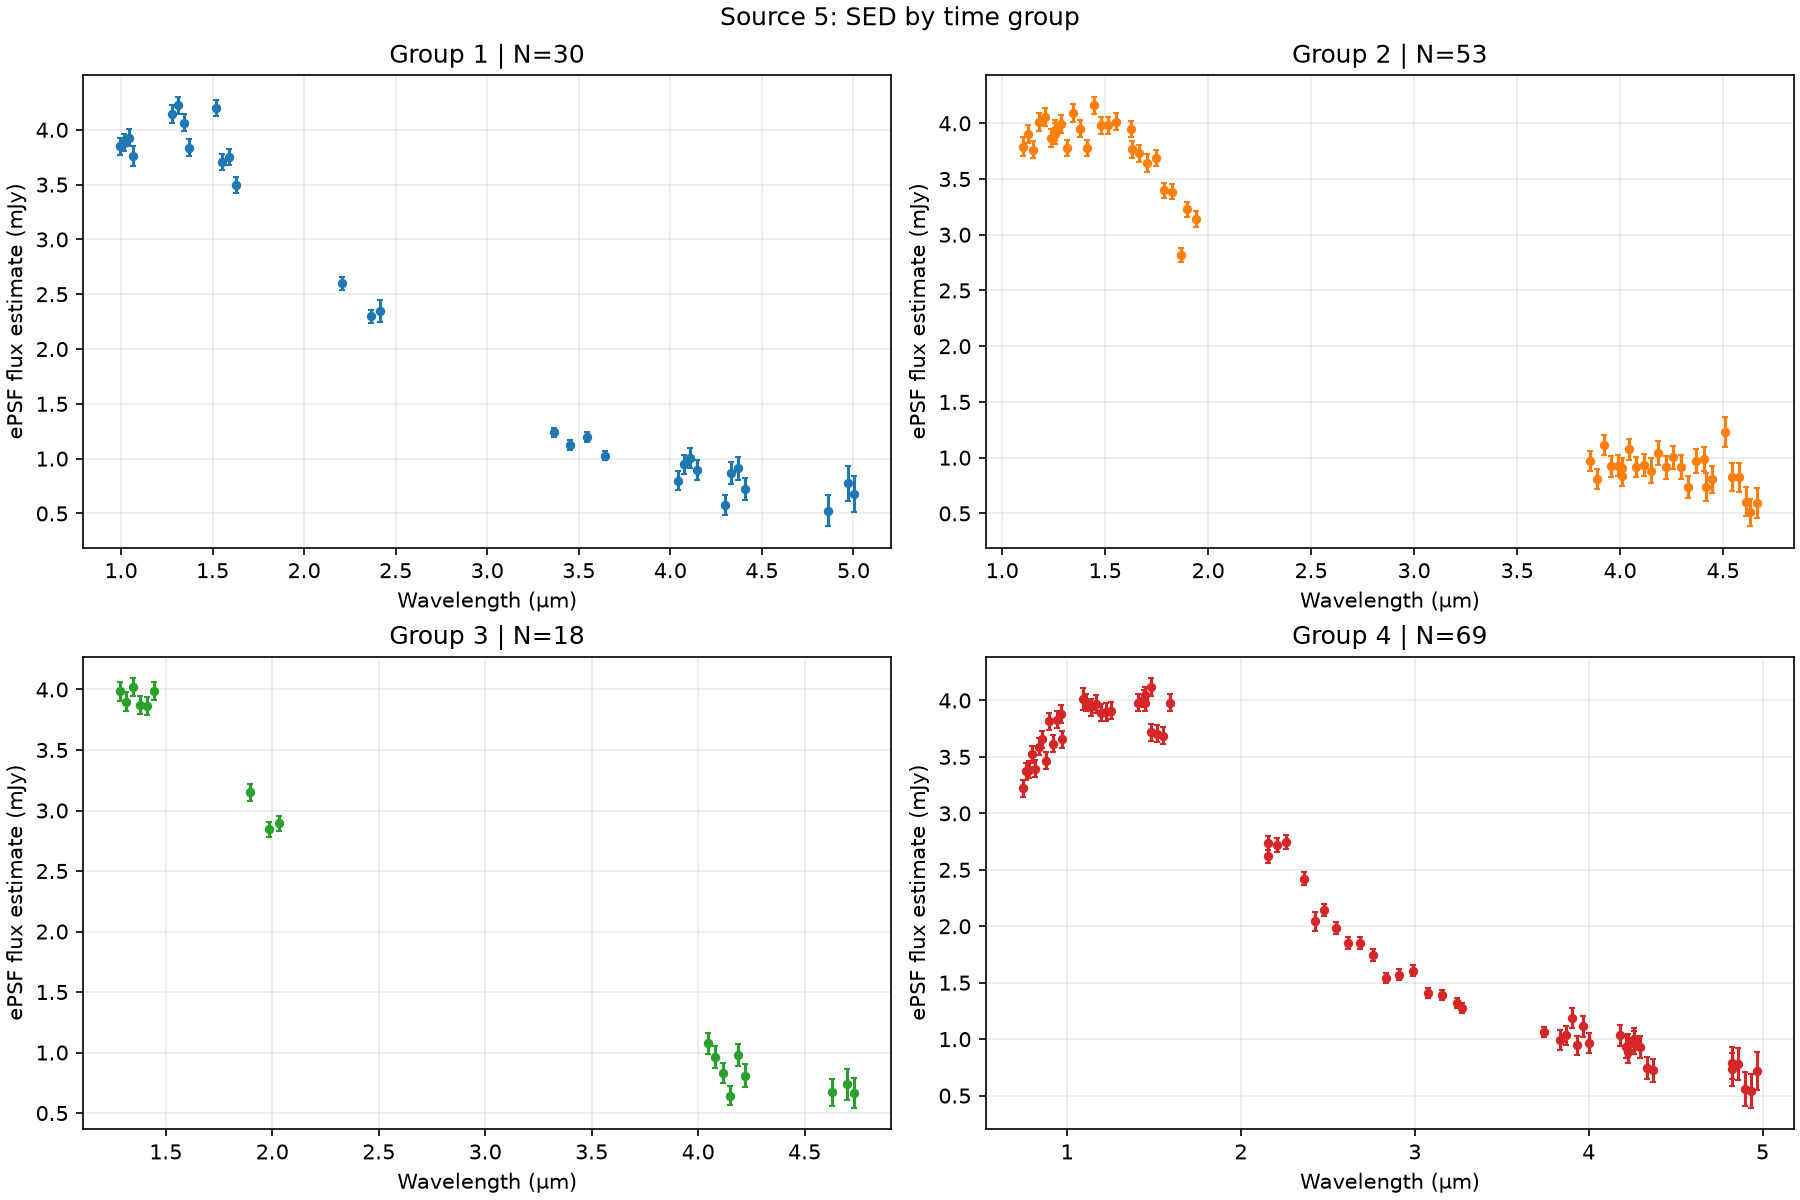 Source 5: SED by time group
Group 1 | N=30
ePSF flux estimate (mJy)
4.0
3.5
3.0
2.5
2.0
1.5
1.0
0.5
1.0 1.5 2.0 2.5 3.0 3.5 4.0 4.5 5.0
Wavelength (µm)
Group 2 | N=53
ePSF flux estimate (mJy)
4.0
3.5
3.0
2.5
2.0
1.5
1.0
0.5
1.0 1.5 2.0 2.5 3.0 3.5 4.0 4.5
Wavelength (µm)
Group 3 | N=18
ePSF flux estimate (mJy)
4.0
3.5
3.0
2.5
2.0
1.5
1.0
0.5
1.5 2.0 2.5 3.0 3.5 4.0 4.5
Wavelength (µm)
Group 4 | N=69
ePSF flux estimate (mJy)
4.0
3.5
3.0
2.5
2.0
1.5
1.0
0.5
1 2 3 4 5
Wavelength (µm)